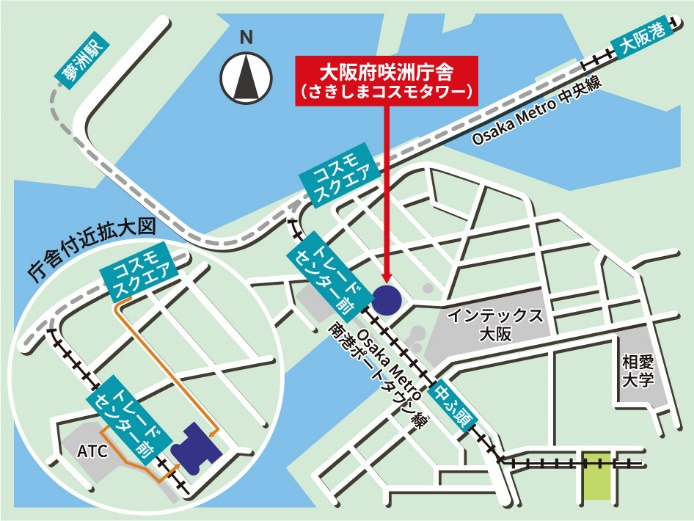 夢洲駅
N
大阪府咲洲庁舎
（さきしまコスモタワー）
大阪港
Osaka Metro 中央線
コスモ
スクエア
庁舎付近拡大図
コスモ
スクエア
トレード
センター前
インテックス
大阪
Osaka Metro
南港ポートタウン線
相愛
大学
中ふ頭
トレード
センター前
ATC